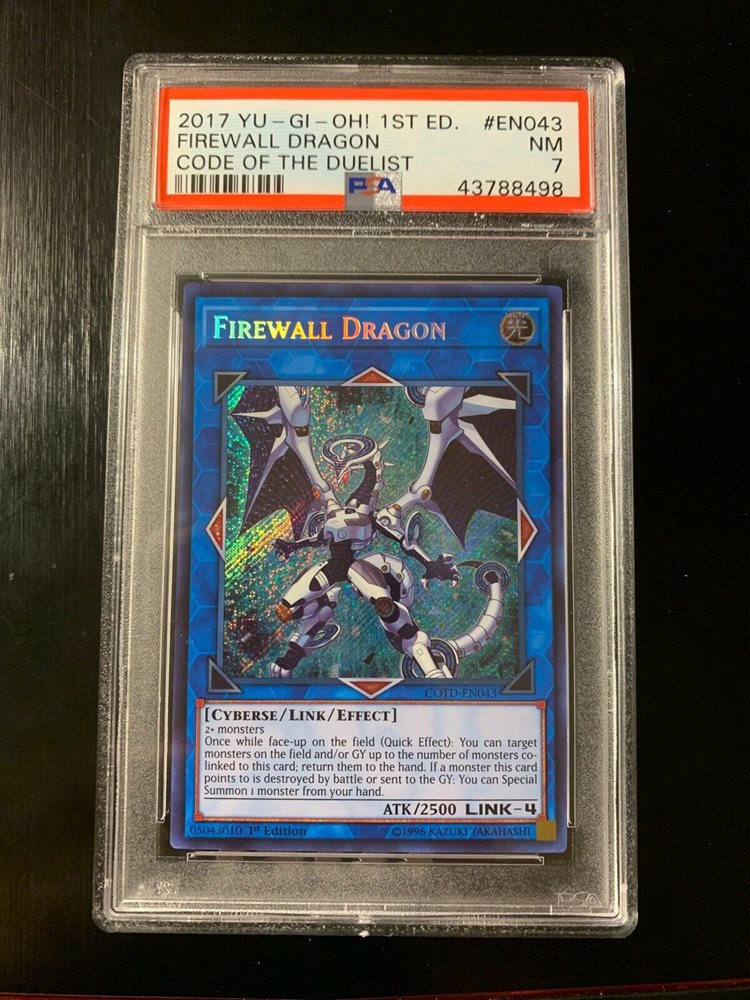 2017 YU-GI-OH! 1ST ED. #EN043
FIREWALL DRAGON NM
CODE OF THE DUELIST 7
PSA 43788498
FIREWALL DRAGON
光
COTD-EN043
[CYBERSE/LINK/EFFECT]
2+ monsters
Once while face-up on the field (Quick Effect): You can target
monsters on the field and/or GY up to the number of monsters co-
linked to this card; return them to the hand. If a monster this card
points to is destroyed by battle or sent to the GY: You can Special
Summon 1 monster from your hand.
ATK/2500 LINK-4
05043010 1st Edition ©1996 KAZUKI TAKAHASHI
PSA